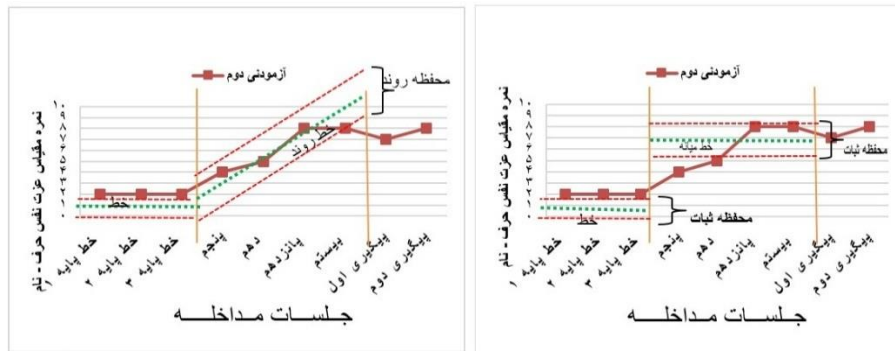 آزمودنی دوم
محفظه روند
خط روند
خط
نمره مقیاس عزت نفس حرف - نام
خط پایه ۱
خط پایه ۲
خط پایه ۳
پنجم
دهم
پانزدهم
بیستم
پیگیری اول
پیگیری دوم
جلسات مداخله
آزمودنی دوم
خط میانه
محفظه ثبات
محفظه ثبات
خط
نمره مقیاس عزت نفس حرف - نام
خط پایه ۱
خط پایه ۲
خط پایه ۳
پنجم
دهم
پانزدهم
بیستم
پیگیری اول
پیگیری دوم
جلسات مداخله